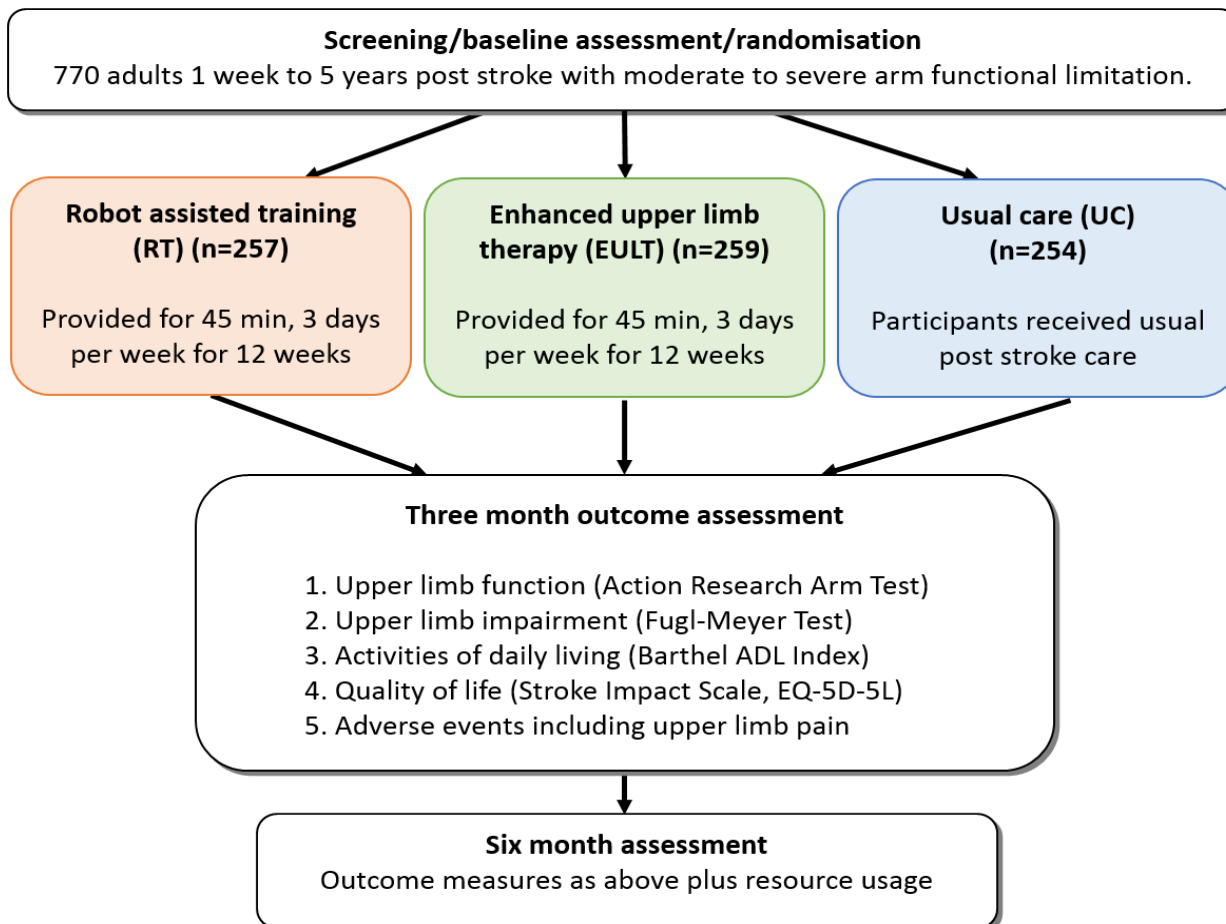 Screening/baseline assessment/randomisation
770 adults 1 week to 5 years post stroke with moderate to severe arm functional limitation.
Robot assisted training
(RT) (n=257)
Provided for 45 min, 3 days
per week for 12 weeks
Enhanced upper limb
therapy (EULT) (n=259)
Provided for 45 min, 3 days
per week for 12 weeks
Usual care (UC)
(n=254)
Participants received usual
post stroke care
Three month outcome assessment
1. Upper limb function (Action Research Arm Test)
2. Upper limb impairment (Fugl-Meyer Test)
3. Activities of daily living (Barthel ADL Index)
4. Quality of life (Stroke Impact Scale, EQ-5D-5L)
5. Adverse events including upper limb pain
Six month assessment
Outcome measures as above plus resource usage